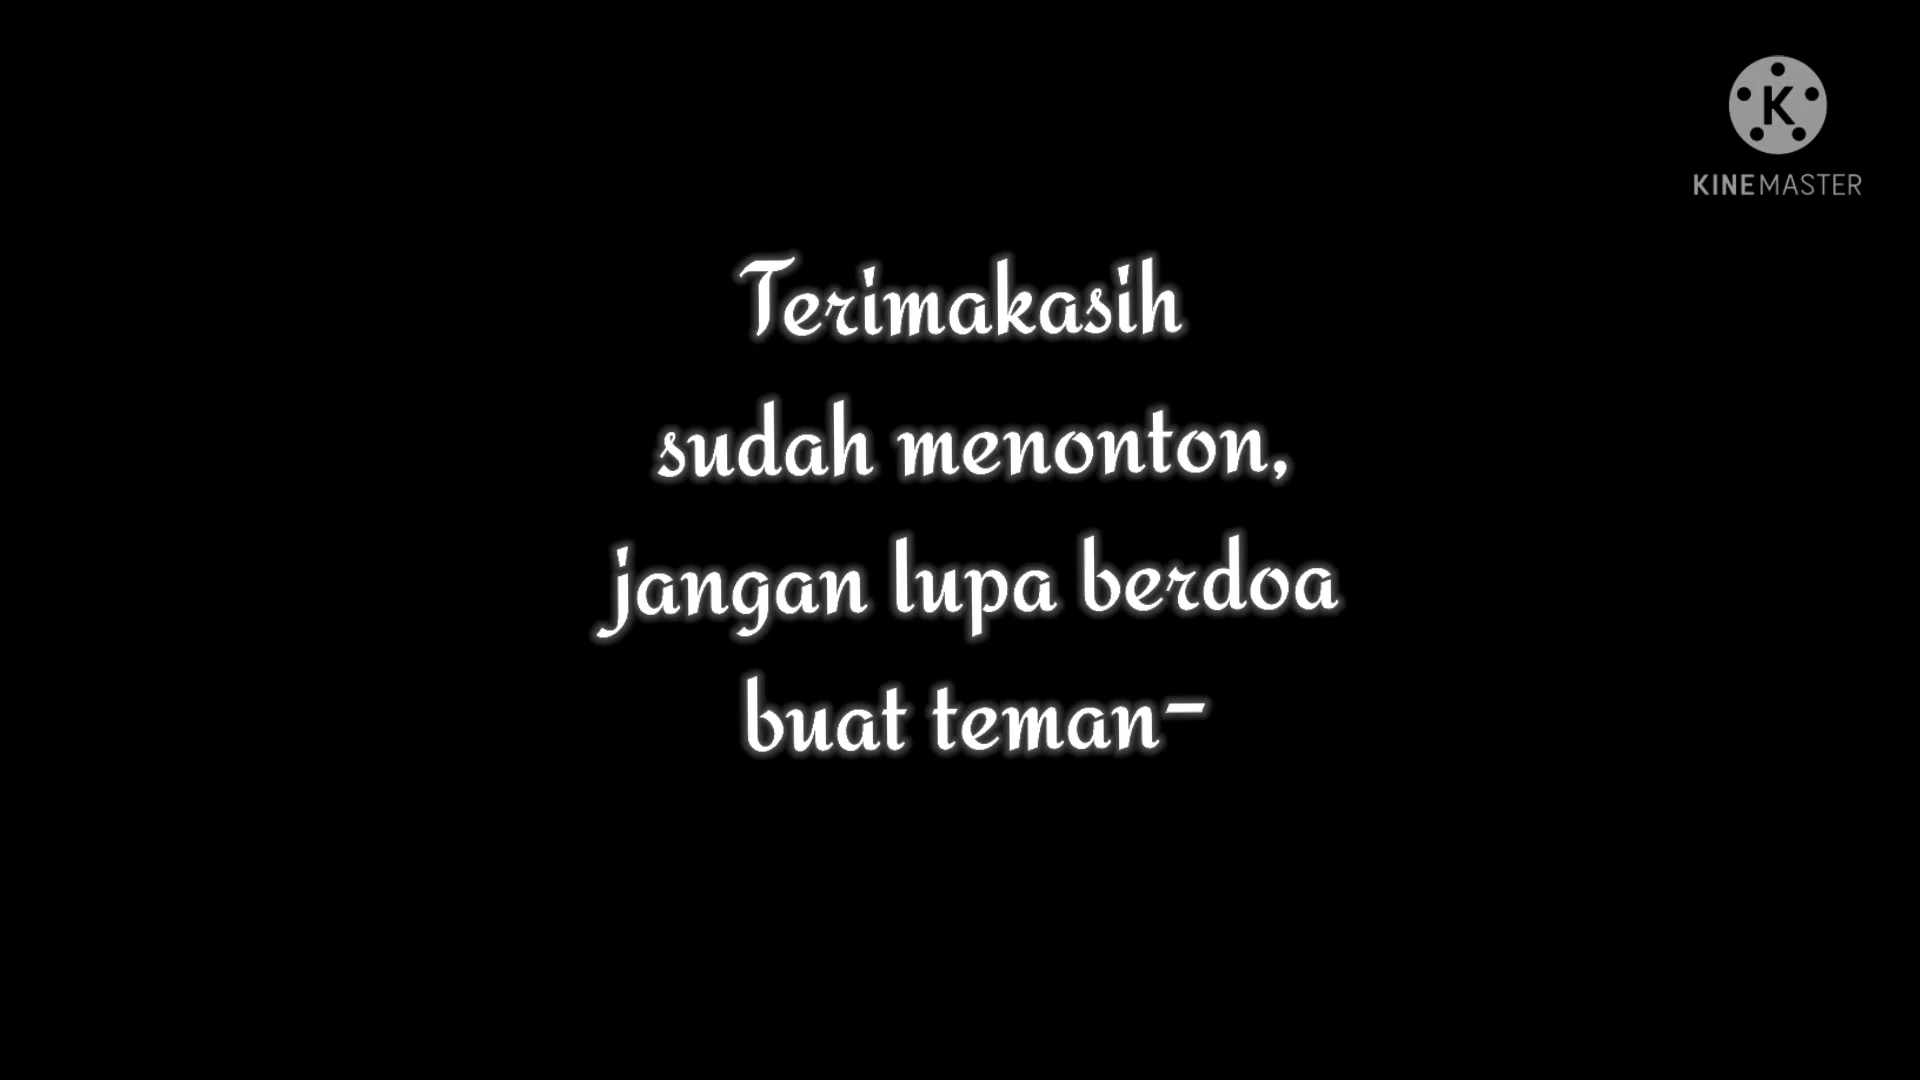 KINEMASTER
Terimakasih
sudah menonton,
jangan lupa berdoa
buat teman-